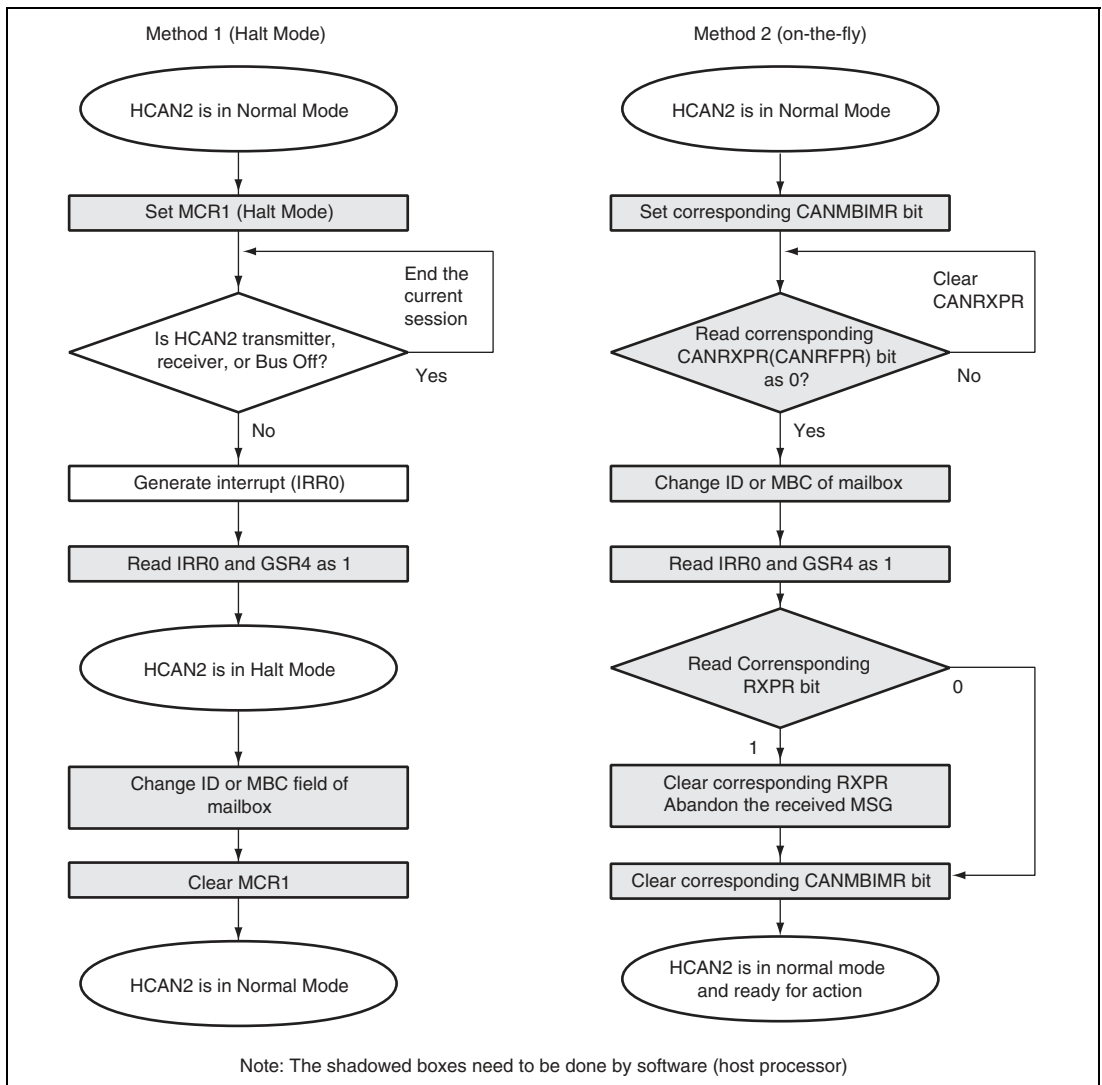 Method 1 (Halt Mode)
HCAN2 is in Normal Mode
Set MCR1 (Halt Mode)
End the
current
session
Is HCAN2 transmitter,
receiver, or Bus Off?
Yes
No
Generate interrupt (IRR0)
Read IRR0 and GSR4 as 1
HCAN2 is in Halt Mode
Change ID or MBC field of
mailbox
Clear MCR1
HCAN2 is in Normal Mode
Method 2 (on-the-fly)
HCAN2 is in Normal Mode
Set corresponding CANMBIMR bit
Clear
CANRXPR
Read corrensponding
CANRXPR(CANRFPR) bit
as 0?
No
Yes
Change ID or MBC of mailbox
Read IRR0 and GSR4 as 1
Read Corrensponding
RXPR bit
0
1
Clear corresponding RXPR
Abandon the received MSG
Clear corresponding CANMBIMR bit
HCAN2 is in normal mode
and ready for action
Note: The shadowed boxes need to be done by software (host processor)